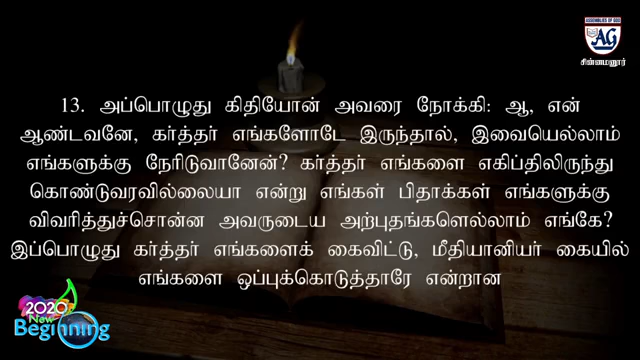 ASSEMBLIES OF GOD
AG
சின்னமனூர்
13. அப்பொழுது கிதியோன் அவரை நோக்கி: ஆ, என்
ஆண்டவனே, கர்த்தர் எங்களோடே இருந்தால், இவையெல்லாம்
எங்களுக்கு நேரிடுவானேன்? கர்த்தர் எங்களை எகிப்திலிருந்து
கொண்டுவரவில்லையா என்று எங்கள் பிதாக்கள் எங்களுக்கு
விவரித்துச்சொன்ன அவருடைய அற்புதங்களெல்லாம் எங்கே?
இப்பொழுது கர்த்தர் எங்களைக் கைவிட்டு, மீதியானியர் கையில்
எங்களை ஒப்புக்கொடுத்தாரே என்றான
2020
New
Beginning